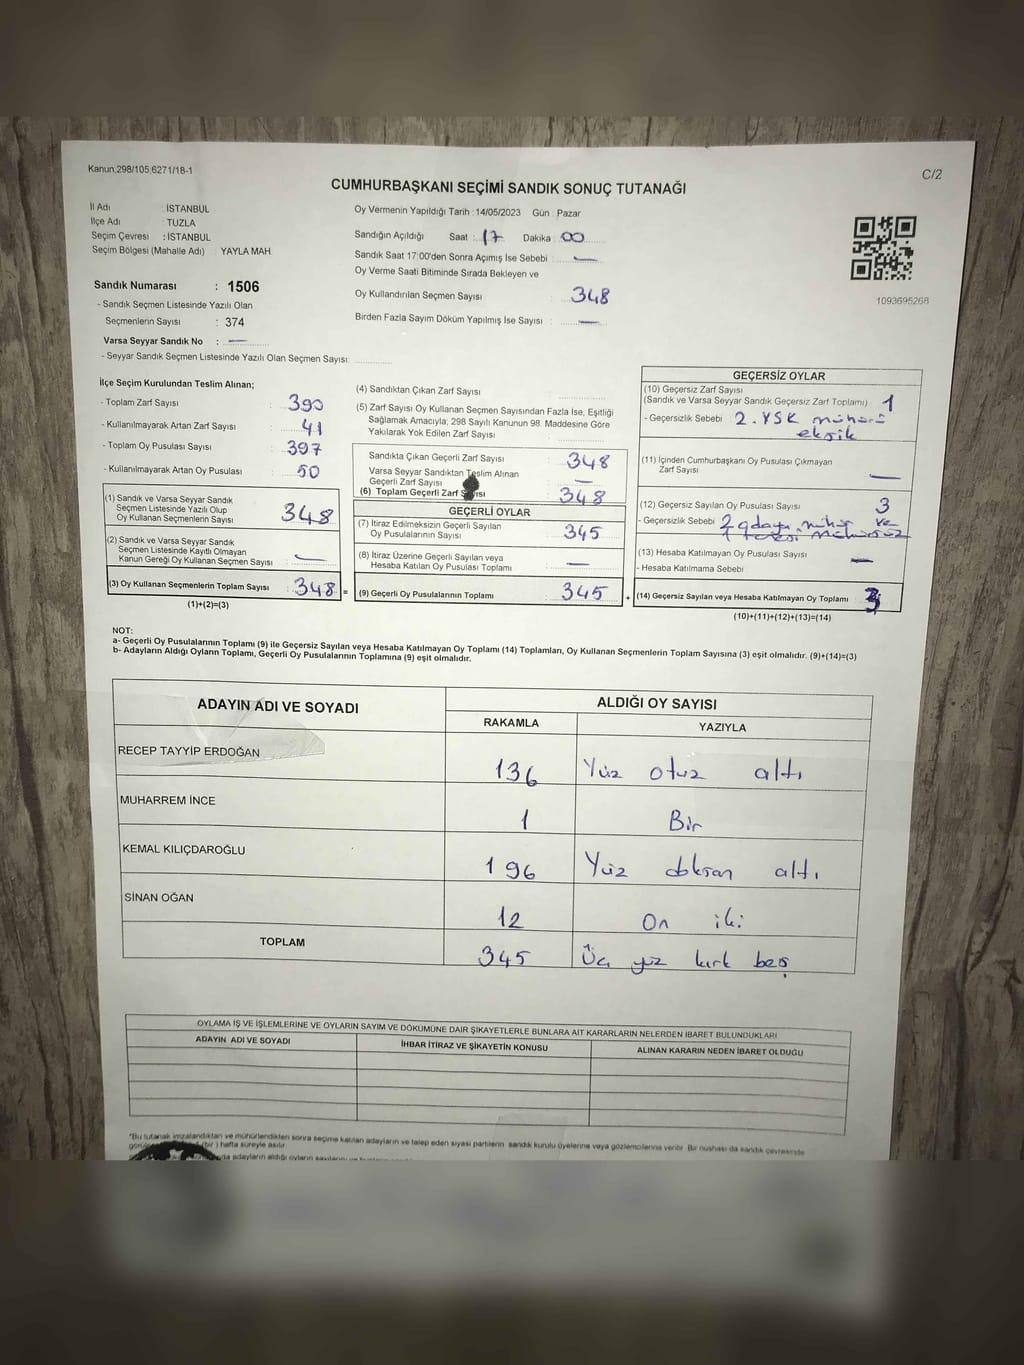 Kanun;298/105;6271/18-1
C/2
CUMHURBAŞKANI SEÇİMİ SANDIK SONUÇ TUTANAĞI
İl Adı : İSTANBUL
İlçe Adı : TUZLA
Seçim Çevresi : İSTANBUL
Seçim Bölgesi (Mahalle Adı) : YAYLA MAH.
Sandık Numarası : 1506
- Sandık Seçmen Listesinde Yazılı Olan
Seçmenlerin Sayısı : 374
Varsa Seyyar Sandık No : —
- Seyyar Sandık Seçmen Listesinde Yazılı Olan Seçmen Sayısı:
Oy Vermenin Yapıldığı Tarih : 14/05/2023 Gün : Pazar
Sandığın Açıldığı Saat : 17 Dakika : 00
Sandık Saat 17:00'den Sonra Açımış İse Sebebi : —
Oy Verme Saati Bitiminde Sırada Bekleyen ve
Oy Kullandırılan Seçmen Sayısı : 348
Birden Fazla Sayım Döküm Yapılmış İse Sayısı : —
1093695268
İlçe Seçim Kurulundan Teslim Alınan;
- Toplam Zarf Sayısı : 390
- Kullanılmayarak Artan Zarf Sayısı : 41
- Toplam Oy Pusulası Sayısı : 397
- Kullanılmayarak Artan Oy Pusulası : 50
(1) Sandık ve Varsa Seyyar Sandık
Seçmen Listesinde Yazılı Olup
Oy Kullanan Seçmenlerin Sayısı : 348
(2) Sandık ve Varsa Seyyar Sandık
Seçmen Listesinde Kayıtlı Olmayan
Kanun Gereği Oy Kullanan Seçmen Sayısı : —
(3) Oy Kullanan Seçmenlerin Toplam Sayısı : 348 =
(1)+(2)=(3)
(4) Sandıktan Çıkan Zarf Sayısı :
(5) Zarf Sayısı Oy Kullanan Seçmen Sayısından Fazla İse, Eşitliği
Sağlamak Amacıyla; 298 Sayılı Kanunun 98. Maddesine Göre
Yakılarak Yok Edilen Zarf Sayısı :
Sandıkta Çıkan Geçerli Zarf Sayısı : 348
Varsa Seyyar Sandıktan Teslim Alınan
Geçerli Zarf Sayısı : —
(6) Toplam Geçerli Zarf Sayısı : 348
GEÇERLİ OYLAR
(7) İtiraz Edilmeksizin Geçerli Sayılan
Oy Pusulalarının Sayısı : 345
(8) İtiraz Üzerine Geçerli Sayılan veya
Hesaba Katılan Oy Pusulası Toplamı : —
(9) Geçerli Oy Pusulalarının Toplamı : 345 +
GEÇERSİZ OYLAR
(10) Geçersiz Zarf Sayısı
(Sandık ve Varsa Seyyar Sandık Geçersiz Zarf Toplamı) : 1
- Geçersizlik Sebebi : 2. YSK mührü
eksik
(11) İçinden Cumhurbaşkanı Oy Pusulası Çıkmayan
Zarf Sayısı : —
(12) Geçersiz Sayılan Oy Pusulası Sayısı : 3
- Geçersizlik Sebebi : 2 adaya mühür ve
mühürsüz
(13) Hesaba Katılmayan Oy Pusulası Sayısı : —
- Hesaba Katılmama Sebebi :
(14) Geçersiz Sayılan veya Hesaba Katılmayan Oy Toplamı : 3
(10)+(11)+(12)+(13)=(14)
NOT:
a- Geçerli Oy Pusulalarının Toplamı (9) ile Geçersiz Sayılan veya Hesaba Katılmayan Oy Toplamı (14) Toplamları, Oy Kullanan Seçmenlerin Toplam Sayısına (3) eşit olmalıdır. (9)+(14)=(3)
b- Adayların Aldığı Oyların Toplamı, Geçerli Oy Pusulalarının Toplamına (9) eşit olmalıdır.
ADAYIN ADI VE SOYADI
ALDIĞI OY SAYISI
RAKAMLA YAZIYLA
RECEP TAYYİP ERDOĞAN 136 Yüz otuz altı
MUHARREM İNCE 1 Bir
KEMAL KILIÇDAROĞLU 196 Yüz doksan altı
SİNAN OĞAN 12 On iki
TOPLAM 345 Üç yüz kırk beş
OYLAMA İŞ VE İŞLEMLERİNE VE OYLARIN SAYIM VE DÖKÜMÜNE DAİR ŞİKAYETLERLE BUNLARA AİT KARARLARIN NELERDEN İBARET BULUNDUKLARI
ADAYIN ADI VE SOYADI İHBAR İTİRAZ VE ŞİKAYETİN KONUSU ALINAN KARARIN NEDEN İBARET OLDUĞU
*Bu tutanak imzalandıktan ve mühürlendikten sonra seçime katılan adayların ve talep eden siyasi partilerin sandık kurulu üyelerine veya gözlemcilerine verilir. Bir nushası da sandık çevresinde
(bir) hafta süreyle asılır.
adayların aldığı oyların